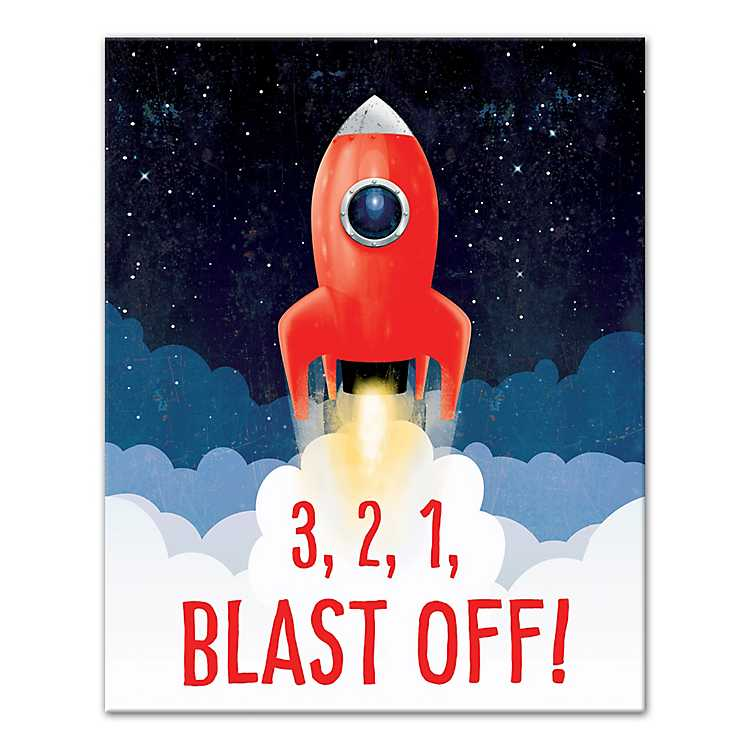 3, 2, 1,
BLAST OFF!